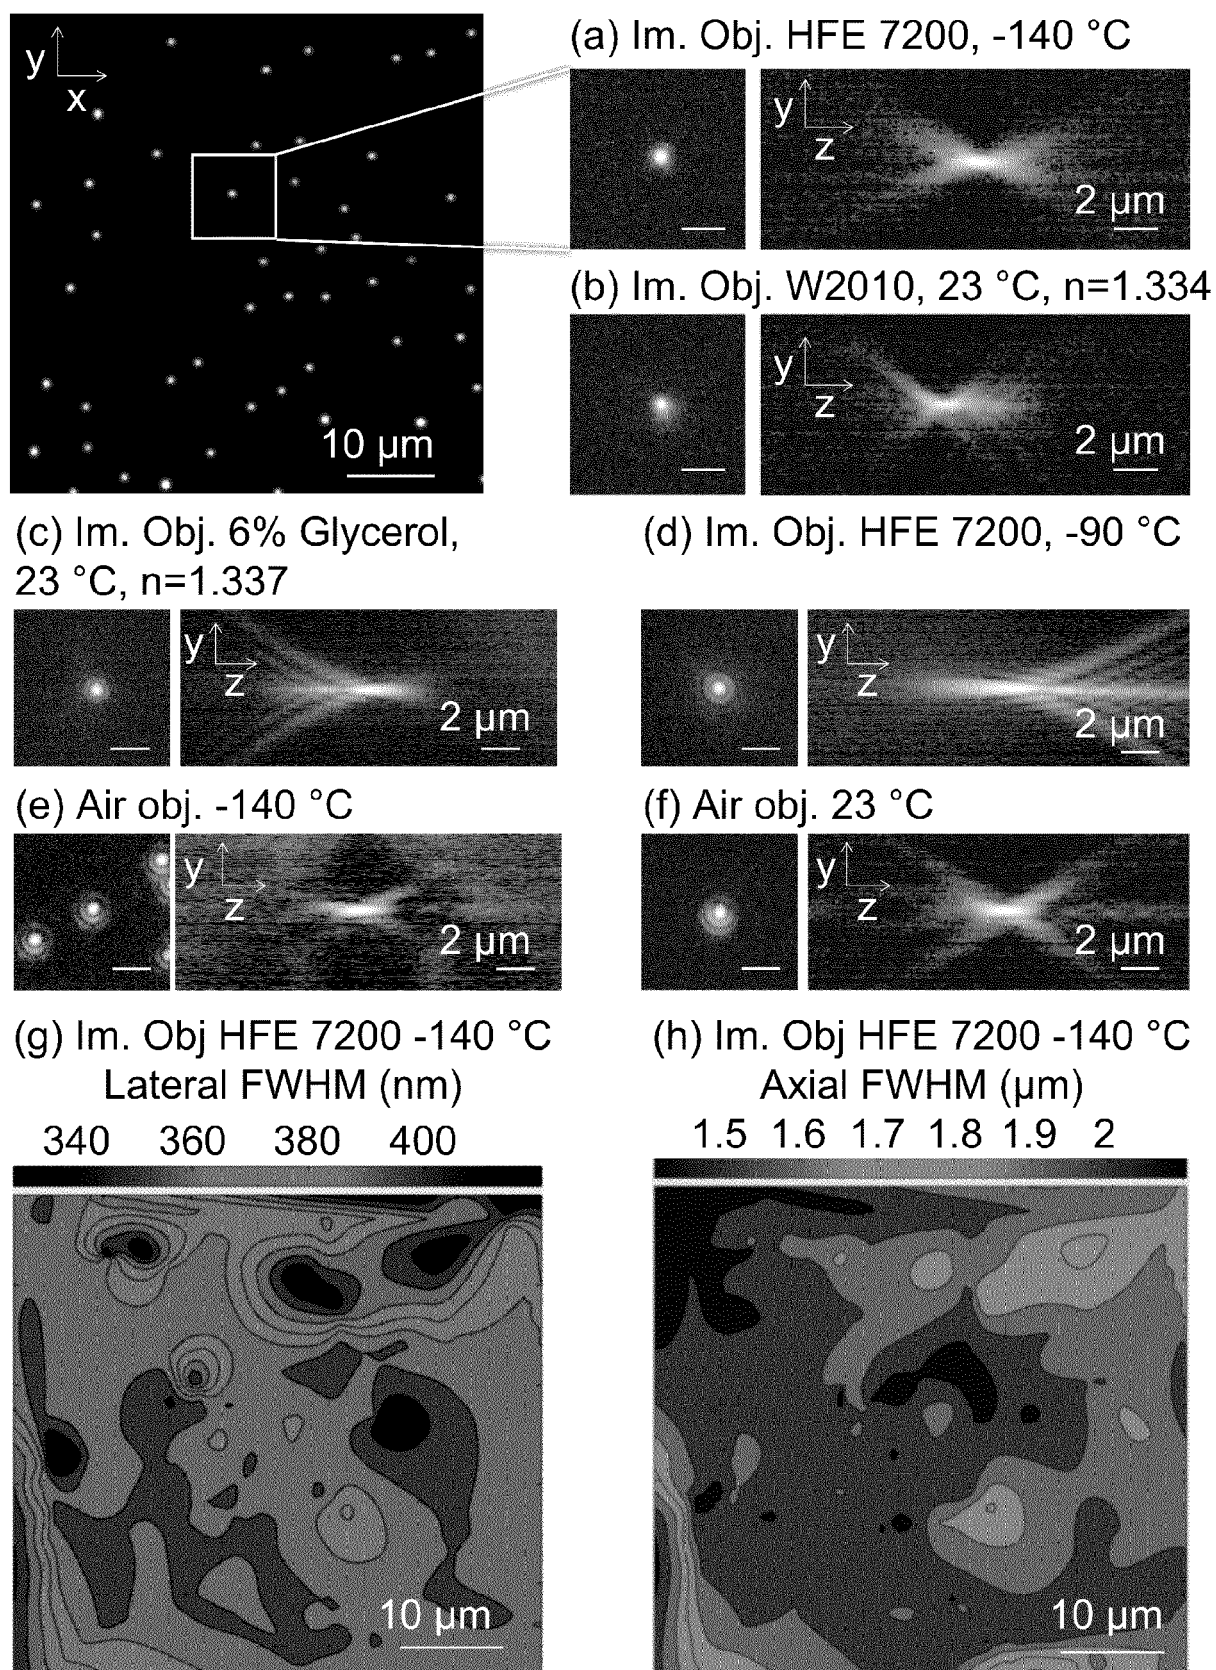 y
x
10 µm
(a) Im. Obj. HFE 7200, -140 °C
y
z
2 µm
(b) Im. Obj. W2010, 23 °C, n=1.334
y
z
2 µm
(c) Im. Obj. 6% Glycerol,
23 °C, n=1.337
y
z
2 µm
(d) Im. Obj. HFE 7200, -90 °C
y
z
2 µm
(e) Air obj. -140 °C
y
z
2 µm
(f) Air obj. 23 °C
y
z
2 µm
(g) Im. Obj HFE 7200 -140 °C
Lateral FWHM (nm)
340 360 380 400
10 µm
(h) Im. Obj HFE 7200 -140 °C
Axial FWHM (µm)
1.5 1.6 1.7 1.8 1.9 2
10 µm